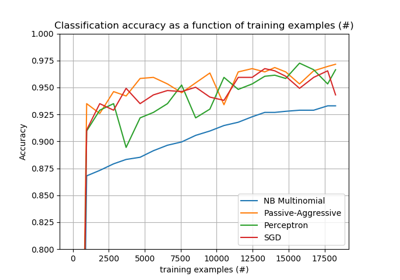 Classification accuracy as a function of training examples (#)
1.000
0.975
0.950
0.925
0.900
0.875
0.850
0.825
0.800
Accuracy
0 2500 5000 7500 10000 12500 15000 17500
training examples (#)
NB Multinomial
Passive-Aggressive
Perceptron
SGD